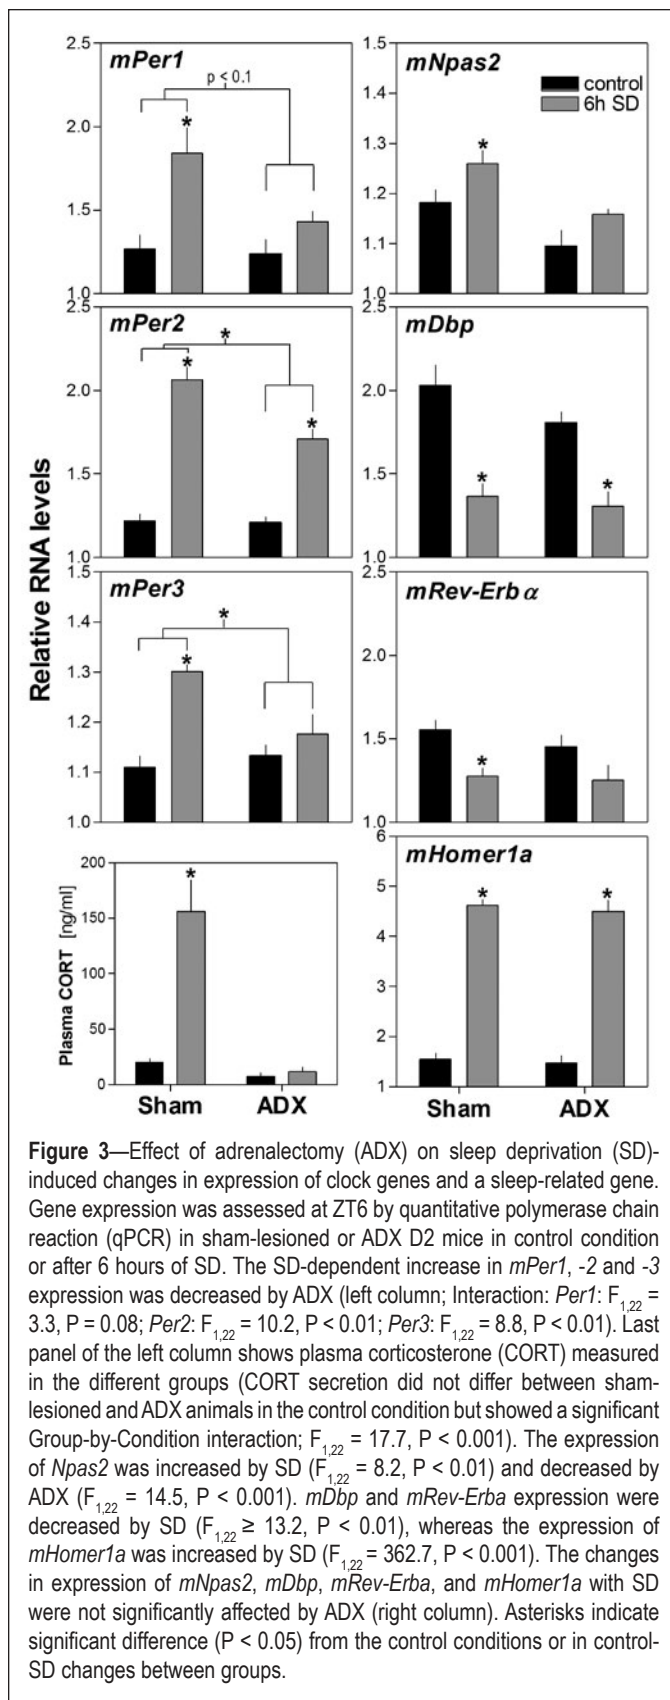 mPer1
p < 0.1
*
2.5
2.0
1.5
1.0
mNpas2
control
6h SD
*
1.5
1.4
1.3
1.2
1.1
1.0
mPer2
*
*
*
2.5
2.0
1.5
1.0
mDbp
*
*
2.5
2.0
1.5
1.0
Relative RNA levels
mPer3
*
*
1.5
1.4
1.3
1.2
1.1
1.0
mRev-Erb α
*
2.5
2.0
1.5
1.0
Plasma CORT [ng/ml]
200
150
100
50
0
*
Sham ADX
mHomer1a
*
*
6
5
4
3
2
1
Sham ADX
Figure 3—Effect of adrenalectomy (ADX) on sleep deprivation (SD)-
induced changes in expression of clock genes and a sleep-related gene.
Gene expression was assessed at ZT6 by quantitative polymerase chain
reaction (qPCR) in sham-lesioned or ADX D2 mice in control condition
or after 6 hours of SD. The SD-dependent increase in mPer1, -2 and -3
expression was decreased by ADX (left column; Interaction: Per1: F1,22 =
3.3, P = 0.08; Per2: F1,22 = 10.2, P < 0.01; Per3: F1,22 = 8.8, P < 0.01). Last
panel of the left column shows plasma corticosterone (CORT) measured
in the different groups (CORT secretion did not differ between sham-
lesioned and ADX animals in the control condition but showed a significant
Group-by-Condition interaction; F1,22 = 17.7, P < 0.001). The expression
of Npas2 was increased by SD (F1,22 = 8.2, P < 0.01) and decreased by
ADX (F1,22 = 14.5, P < 0.001). mDbp and mRev-Erba expression were
decreased by SD (F1,22 ≥ 13.2, P < 0.01), whereas the expression of
mHomer1a was increased by SD (F1,22 = 362.7, P < 0.001). The changes
in expression of mNpas2, mDbp, mRev-Erba, and mHomer1a with SD
were not significantly affected by ADX (right column). Asterisks indicate
significant difference (P < 0.05) from the control conditions or in control-
SD changes between groups.